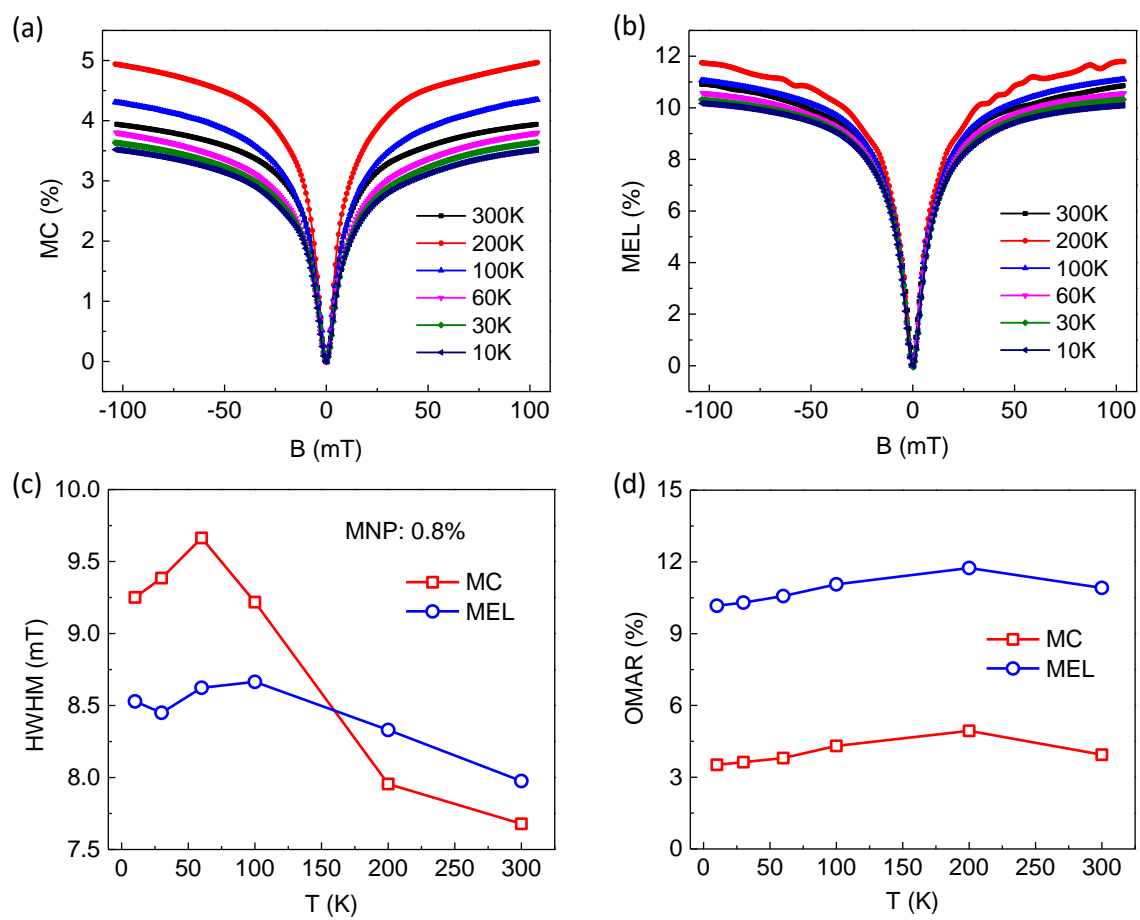 (a)
MC (%)
5
4
3
2
1
0
300K
200K
100K
60K
30K
10K
-100 -50 0 50 100
B (mT)
(b)
MEL (%)
12
10
8
6
4
2
0
300K
200K
100K
60K
30K
10K
-100 -50 0 50 100
B (mT)
(c)
HWHM (mT)
10.0
9.5
9.0
8.5
8.0
7.5
MNP: 0.8%
MC
MEL
0 50 100 150 200 250 300
T (K)
(d)
OMAR (%)
15
12
9
6
3
0
MC
MEL
0 50 100 150 200 250 300
T (K)